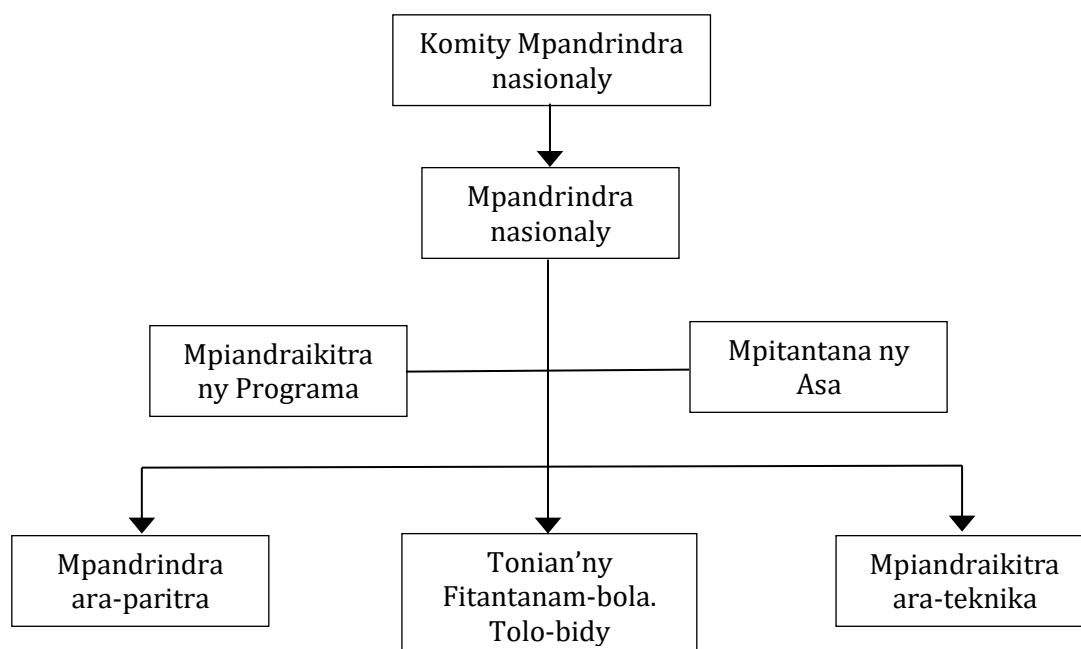 Komity Mpandrindra
nasionaly
Mpandrindra
nasionaly
Mpiandraikitra
ny Programa
Mpitantana ny
Asa
Mpandrindra
ara-paritra
Tonian’ny
Fitantanam-bola.
Tolo-bidy
Mpiandraikitra
ara-teknika